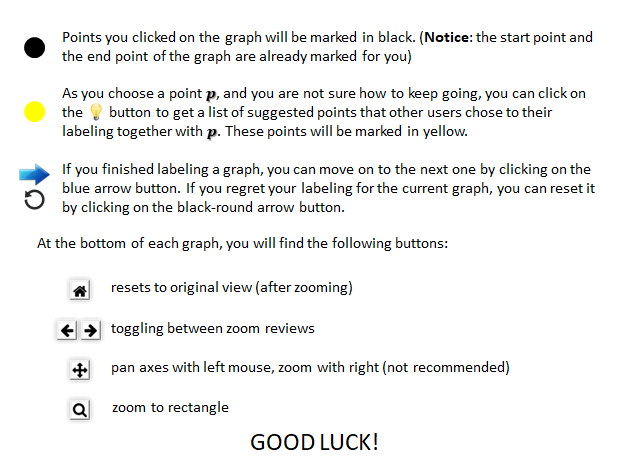 Points you clicked on the graph will be marked in black. (Notice: the start point and
the end point of the graph are already marked for you)
As you choose a point p, and you are not sure how to keep going, you can click on
the button to get a list of suggested points that other users chose to their
labeling together with p. These points will be marked in yellow.
If you finished labeling a graph, you can move on to the next one by clicking on the
blue arrow button. If you regret your labeling for the current graph, you can reset it
by clicking on the black-round arrow button.
At the bottom of each graph, you will find the following buttons:
resets to original view (after zooming)
toggling between zoom reviews
pan axes with left mouse, zoom with right (not recommended)
zoom to rectangle
GOOD LUCK!